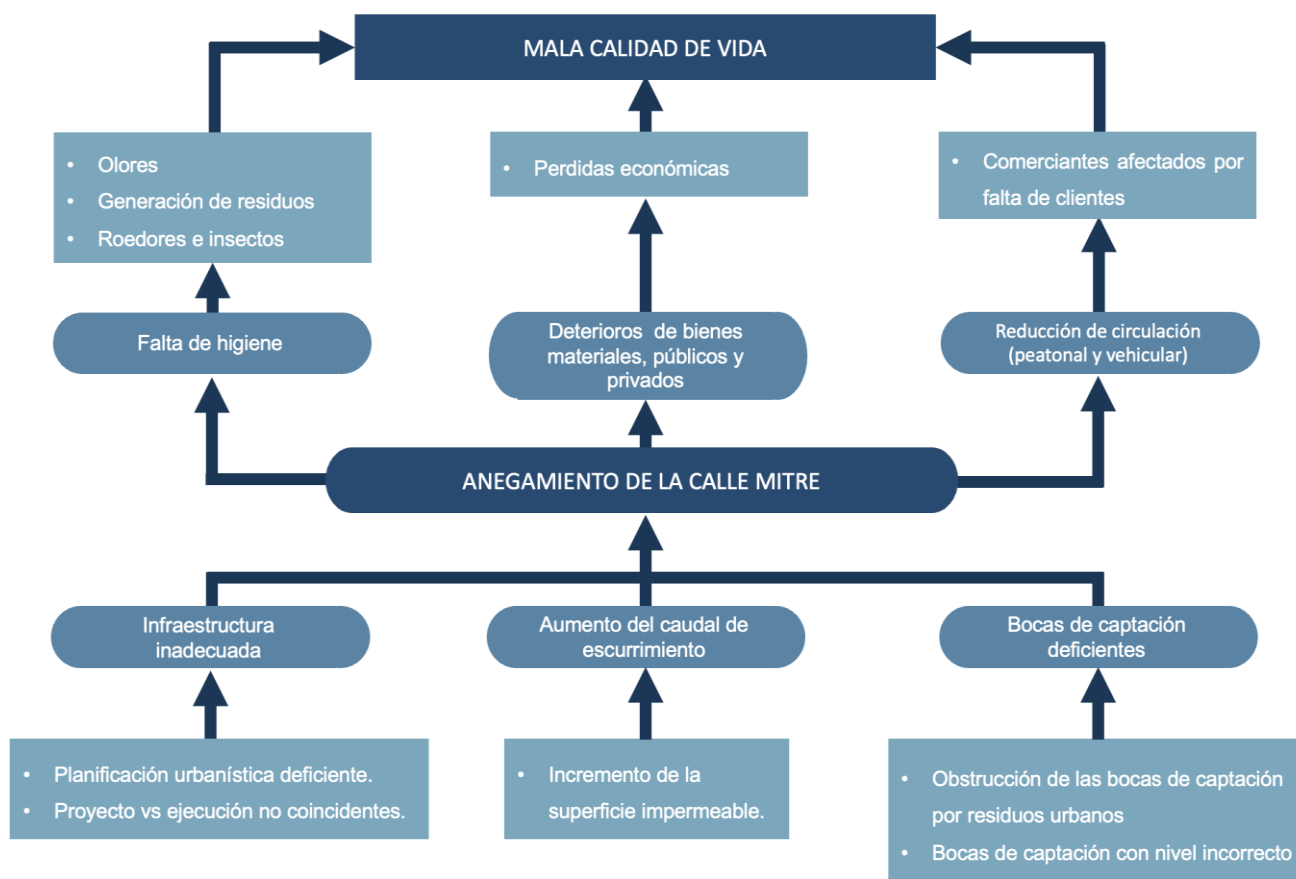 MALA CALIDAD DE VIDA
• Olores
• Generación de residuos
• Roedores e insectos
• Perdidas económicas
• Comerciantes afectados por
falta de clientes
Falta de higiene
Deterioros de bienes
materiales, públicos y
privados
Reducción de circulación
(peatonal y vehicular)
ANEGAMIENTO DE LA CALLE MITRE
Infraestructura
inadecuada
Aumento del caudal de
escurrimiento
Bocas de captación
deficientes
• Planificación urbanística deficiente.
• Proyecto vs ejecución no coincidentes.
• Incremento de la
superficie impermeable.
• Obstrucción de las bocas de captación
por residuos urbanos
• Bocas de captación con nivel incorrecto